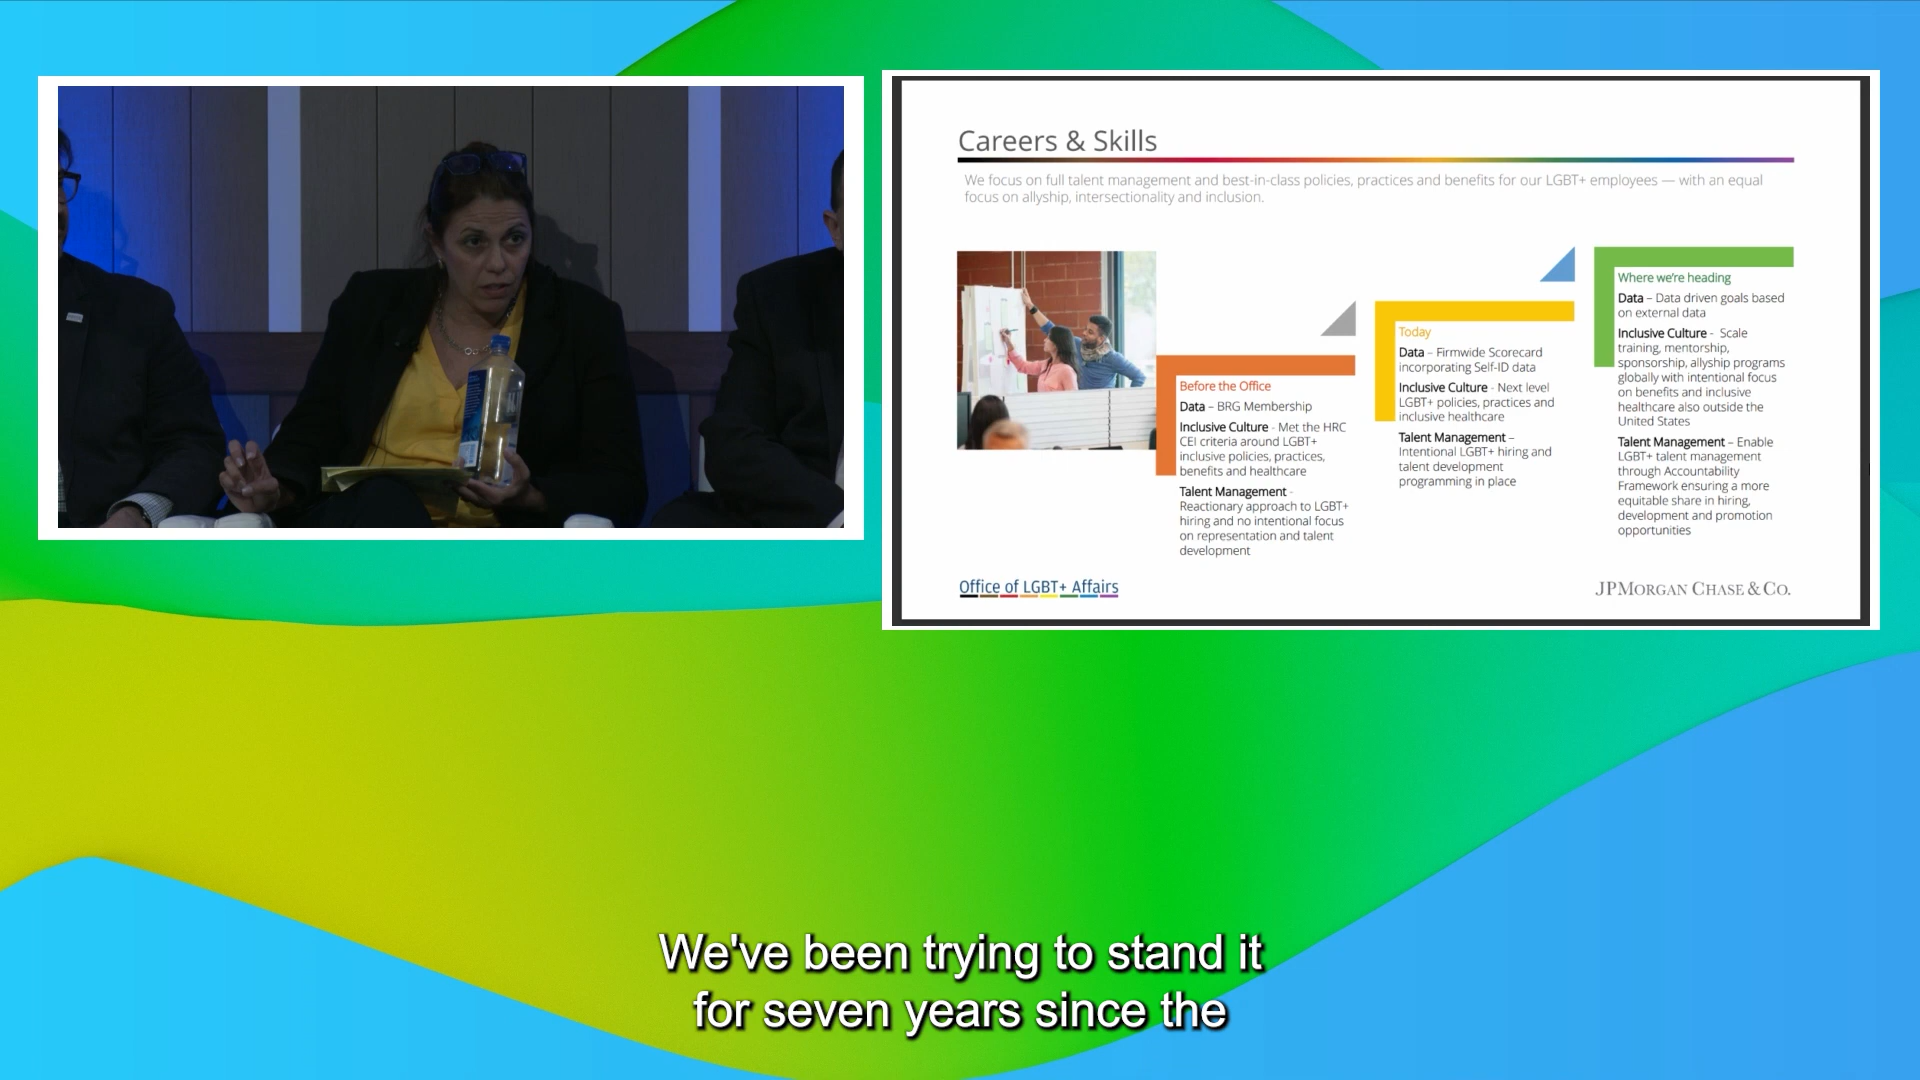 Careers & Skills
We focus on full talent management and best-in-class policies, practices and benefits for our LGBT+ employees — with an equal
focus on allyship, intersectionality and inclusion.
Before the Office
Data – BRG Membership
Inclusive Culture - Met the HRC
CEI criteria around LGBT+
inclusive policies, practices,
benefits and healthcare
Talent Management -
Reactionary approach to LGBT+
hiring and no intentional focus
on representation and talent
development
Today
Data – Firmwide Scorecard
incorporating Self-ID data
Inclusive Culture - Next level
LGBT+ policies, practices and
inclusive healthcare
Talent Management –
Intentional LGBT+ hiring and
talent development
programming in place
Where we're heading
Data – Data driven goals based
on external data
Inclusive Culture - Scale
training, mentorship,
sponsorship, allyship programs
globally with intentional focus
on benefits and inclusive
healthcare also outside the
United States
Talent Management – Enable
LGBT+ talent management
through Accountability
Framework ensuring a more
equitable share in hiring,
development and promotion
opportunities
Office of LGBT+ Affairs
JPMORGAN CHASE & CO.
We've been trying to stand it
for seven years since the